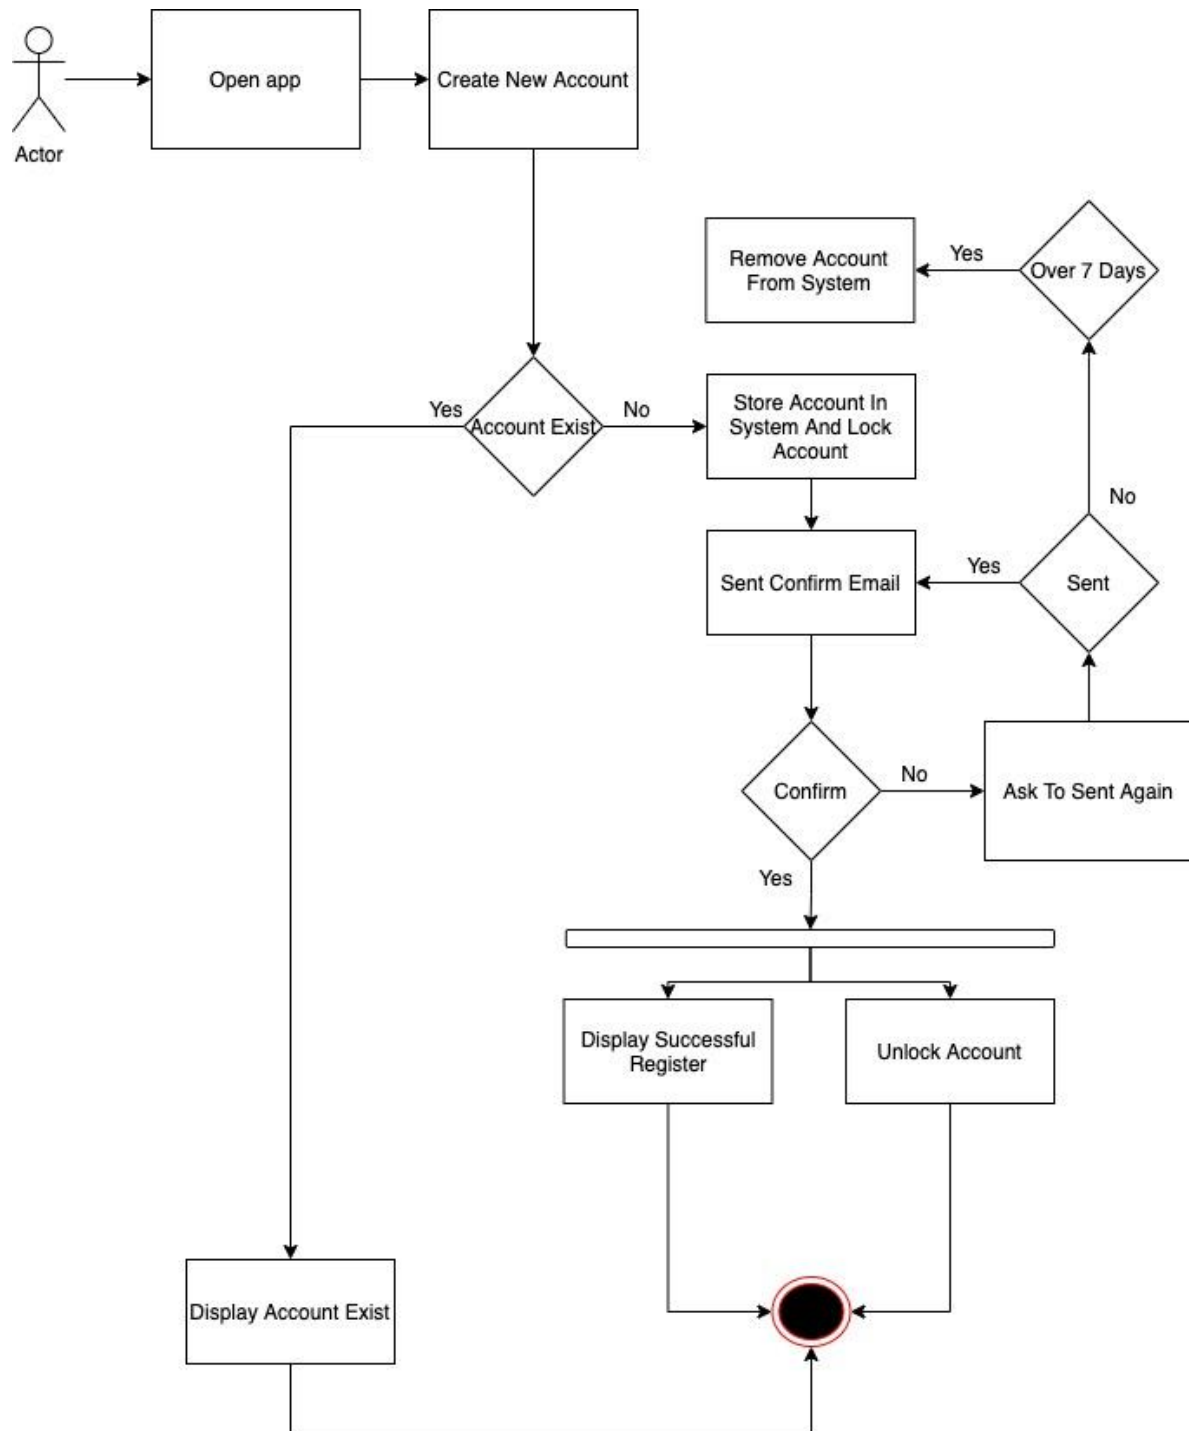 Open app
Create New Account
Actor
Remove Account
From System
Yes
Over 7 Days
Yes
Account Exist
No
Store Account In
System And Lock
Account
No
Sent Confirm Email
Yes
Sent
Confirm
No
Ask To Sent Again
Yes
Display Successful
Register
Unlock Account
Display Account Exist